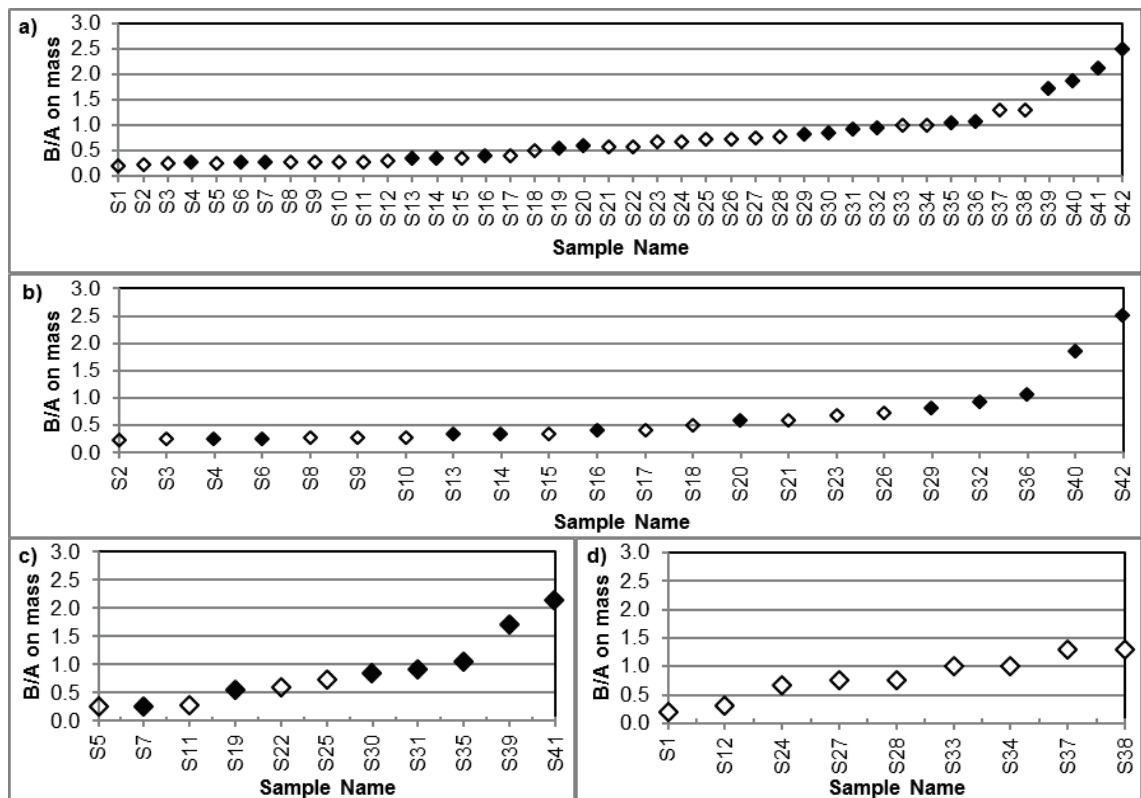 a)
B/A on mass
3.0
2.5
2.0
1.5
1.0
0.5
0.0
S1 S2 S3 S4 S5 S6 S7 S8 S9 S10 S11 S12 S13 S14 S15 S16 S17 S18 S19 S20 S21 S22 S23 S24 S25 S26 S27 S28 S29 S30 S31 S32 S33 S34 S35 S36 S37 S38 S39 S40 S41 S42
Sample Name
b)
B/A on mass
3.0
2.5
2.0
1.5
1.0
0.5
0.0
S2 S3 S4 S6 S8 S9 S10 S13 S14 S15 S16 S17 S18 S20 S21 S23 S26 S29 S32 S36 S40 S42
Sample Name
c)
B/A on mass
3.0
2.5
2.0
1.5
1.0
0.5
0.0
S5 S7 S11 S19 S22 S25 S30 S31 S35 S39 S41
Sample Name
d)
B/A on mass
3.0
2.5
2.0
1.5
1.0
0.5
0.0
S1 S12 S24 S27 S28 S33 S34 S37 S38
Sample Name